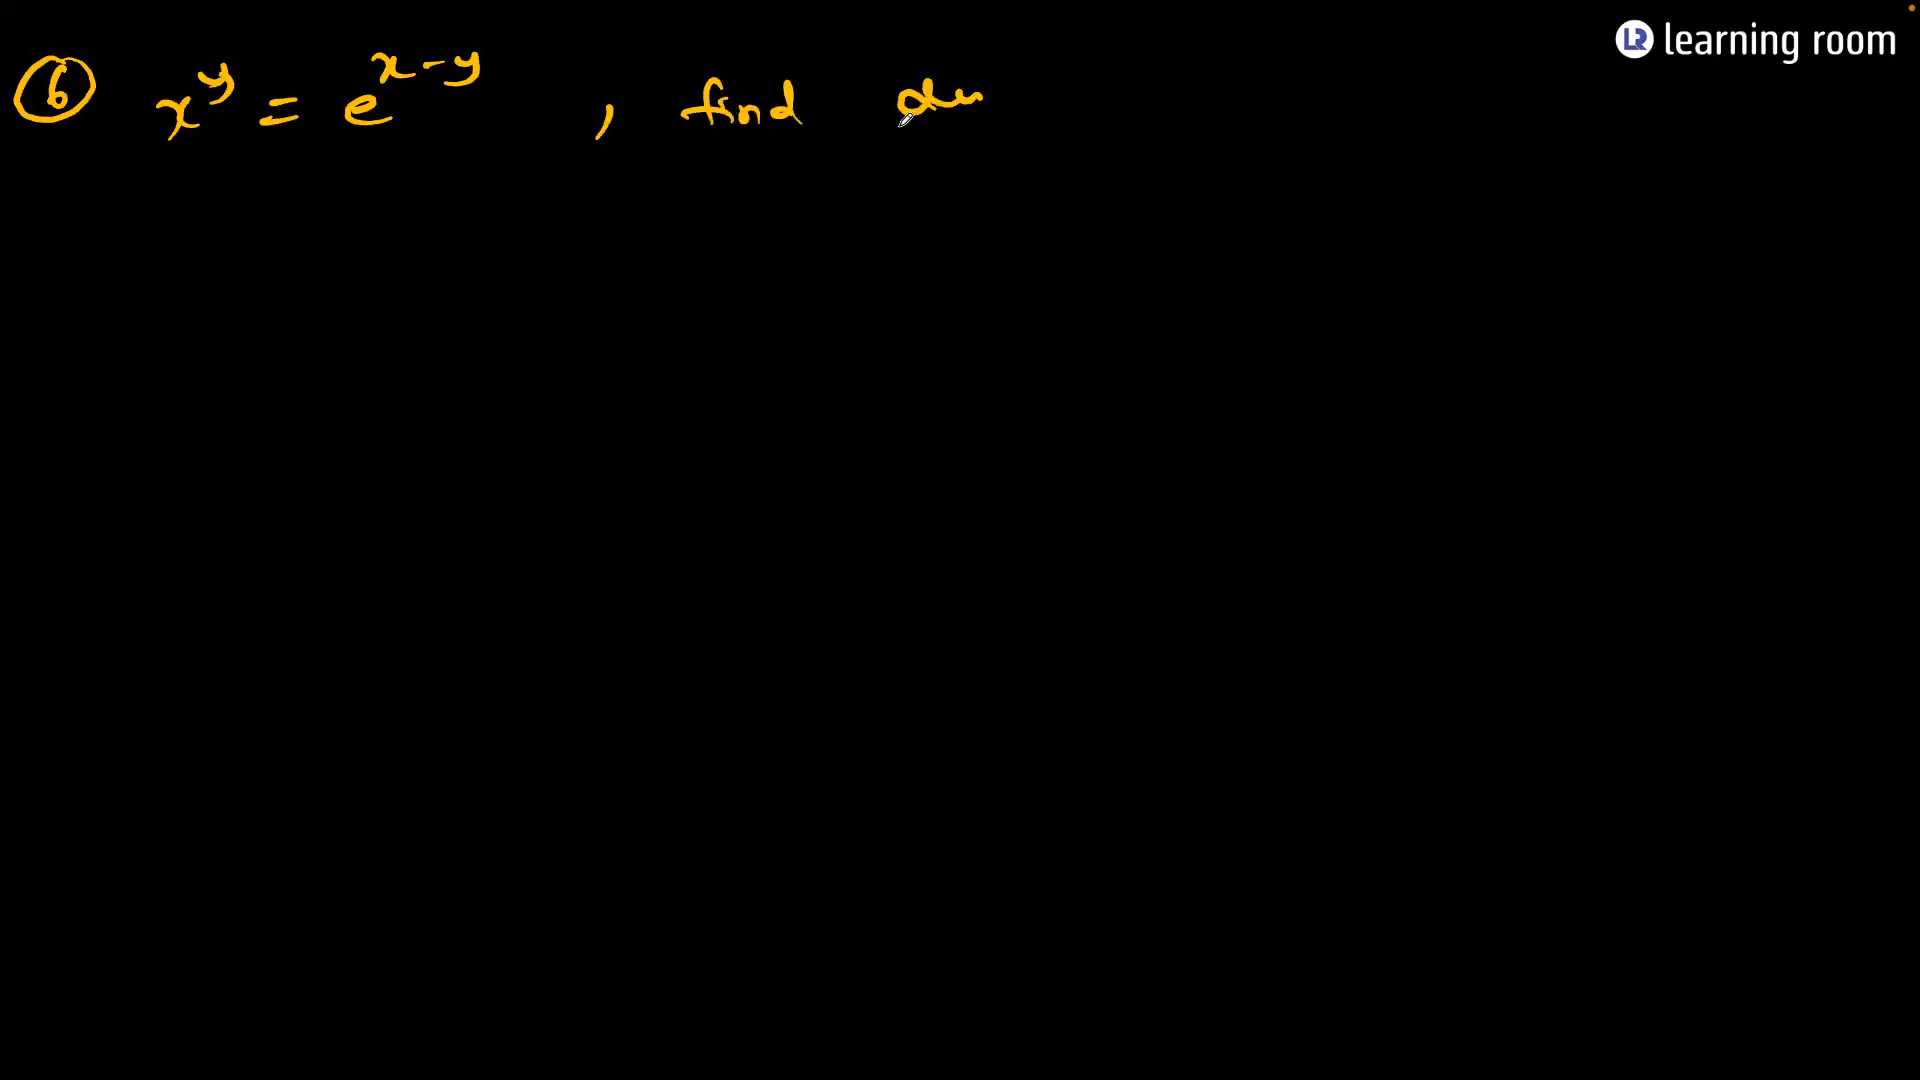 learning room
⑥ x^y = e^(x-y) , find